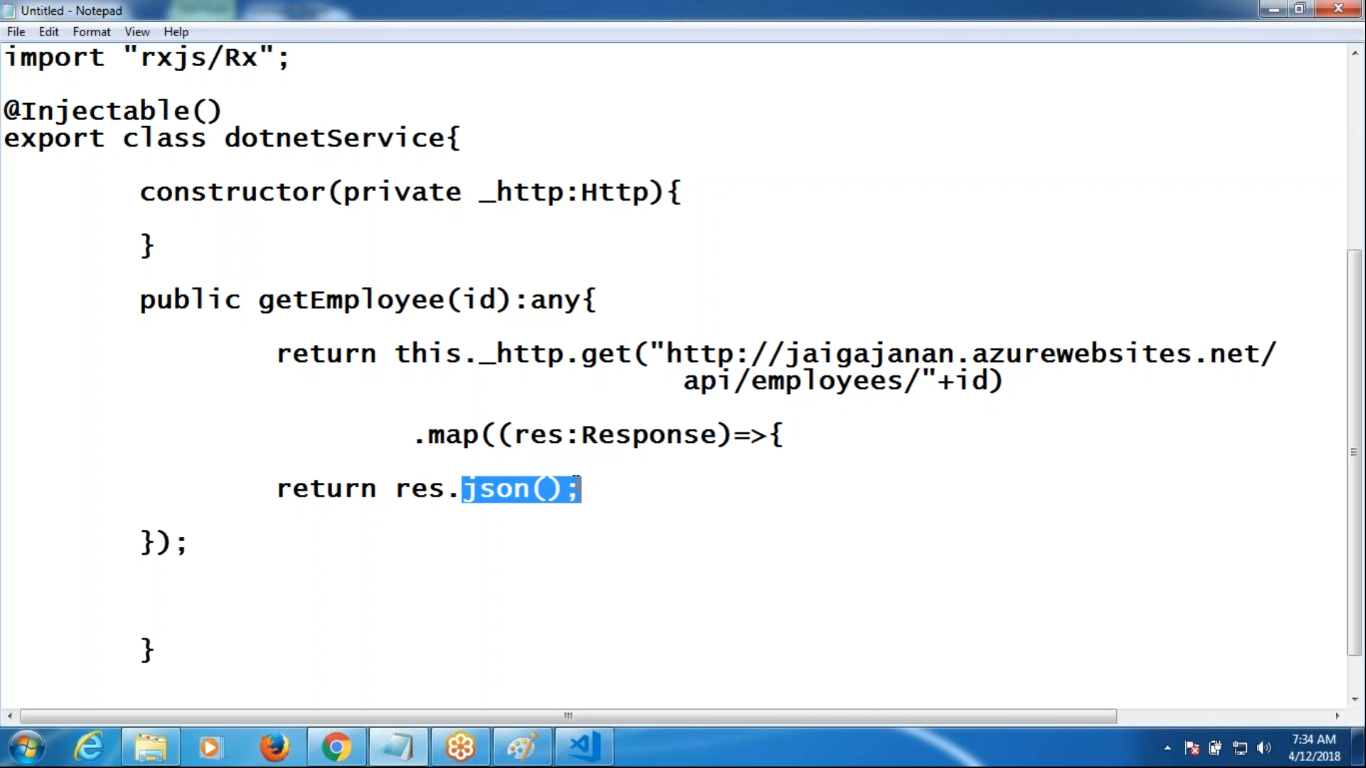 Untitled - Notepad
File Edit Format View Help
import "rxjs/Rx";
@Injectable()
export class dotnetService{
constructor(private _http:Http){
}
public getEmployee(id):any{
return this._http.get("http://jaigajanan.azurewebsites.net/
api/employees/"+id)
.map((res:Response)=>{
return res.json();
});
}
7:34 AM
4/12/2018